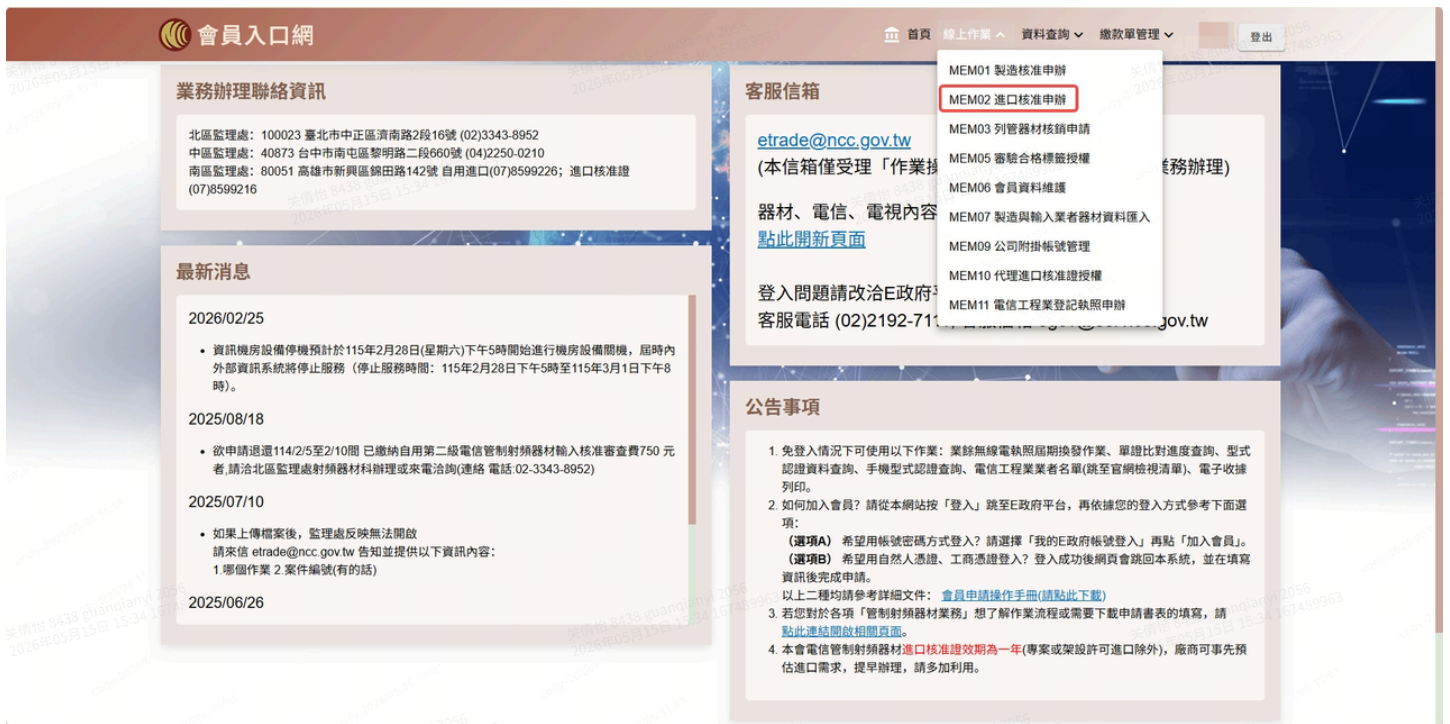 會員入口網
首頁 線上作業 資料查詢 繳款單管理 登出
MEM01 製造核准申辦
MEM02 進口核准申辦
MEM03 列管器材核銷申請
MEM05 審驗合格標籤授權
MEM06 會員資料維護
MEM07 製造與輸入業者器材資料匯入
MEM09 公司附掛帳號管理
MEM10 代理進口核准證授權
MEM11 電信工程業登記執照申辦
業務辦理聯絡資訊
北區監理處：100023 臺北市中正區濟南路2段16號 (02)3343-8952
中區監理處：40873 台中市南屯區黎明路二段660號 (04)2250-0210
南區監理處：80051 高雄市新興區錦田路142號 自用進口(07)8599226；進口核准證
(07)8599216
最新消息
2026/02/25
• 資訊機房設備停機預計於115年2月28日(星期六)下午5時開始進行機房設備關機，屆時內
外部資訊系統將停止服務（停止服務時間：115年2月28日下午5時至115年3月1日下午8
時）。
2025/08/18
• 欲申請退還114/2/5至2/10間 已繳納自用第二級電信管制射頻器材輸入核准審查費750 元
者,請洽北區監理處射頻器材科辦理或來電洽詢(連絡 電話:02-3343-8952)
2025/07/10
• 如果上傳檔案後，監理處反映無法開啟
請來信 etrade@ncc.gov.tw 告知並提供以下資訊內容：
1.哪個作業 2.案件編號(有的話)
2025/06/26
客服信箱
etrade@ncc.gov.tw
(本信箱僅受理「作業 務辦理)
器材、電信、電視內容
點此開新頁面
登入問題請改洽E政府
客服電話 (02)2192-71 gov.tw
公告事項
1. 免登入情況下可使用以下作業：業餘無線電執照屆期換發作業、單證比對進度查詢、型式
認證資料查詢、手機型式認證查詢、電信工程業業者名單(跳至官網檢視清單)、電子收據
列印。
2. 如何加入會員？請從本網站按「登入」跳至E政府平台，再依據您的登入方式參考下面選
項：
（選項A） 希望用帳號密碼方式登入？請選擇「我的E政府帳號登入」再點「加入會員」。
（選項B） 希望用自然人憑證、工商憑證登入？登入成功後網頁會跳回本系統，並在填寫
資訊後完成申請。
以上二種均請參考詳細文件： 會員申請操作手冊(請點此下載)
3. 若您對於各項「管制射頻器材業務」想了解作業流程或需要下載申請書表的填寫，請
點此連結開啟相關頁面。
4. 本會電信管制射頻器材進口核准證效期為一年(專案或架設許可進口除外)，廠商可事先預
估進口需求，提早辦理，請多加利用。